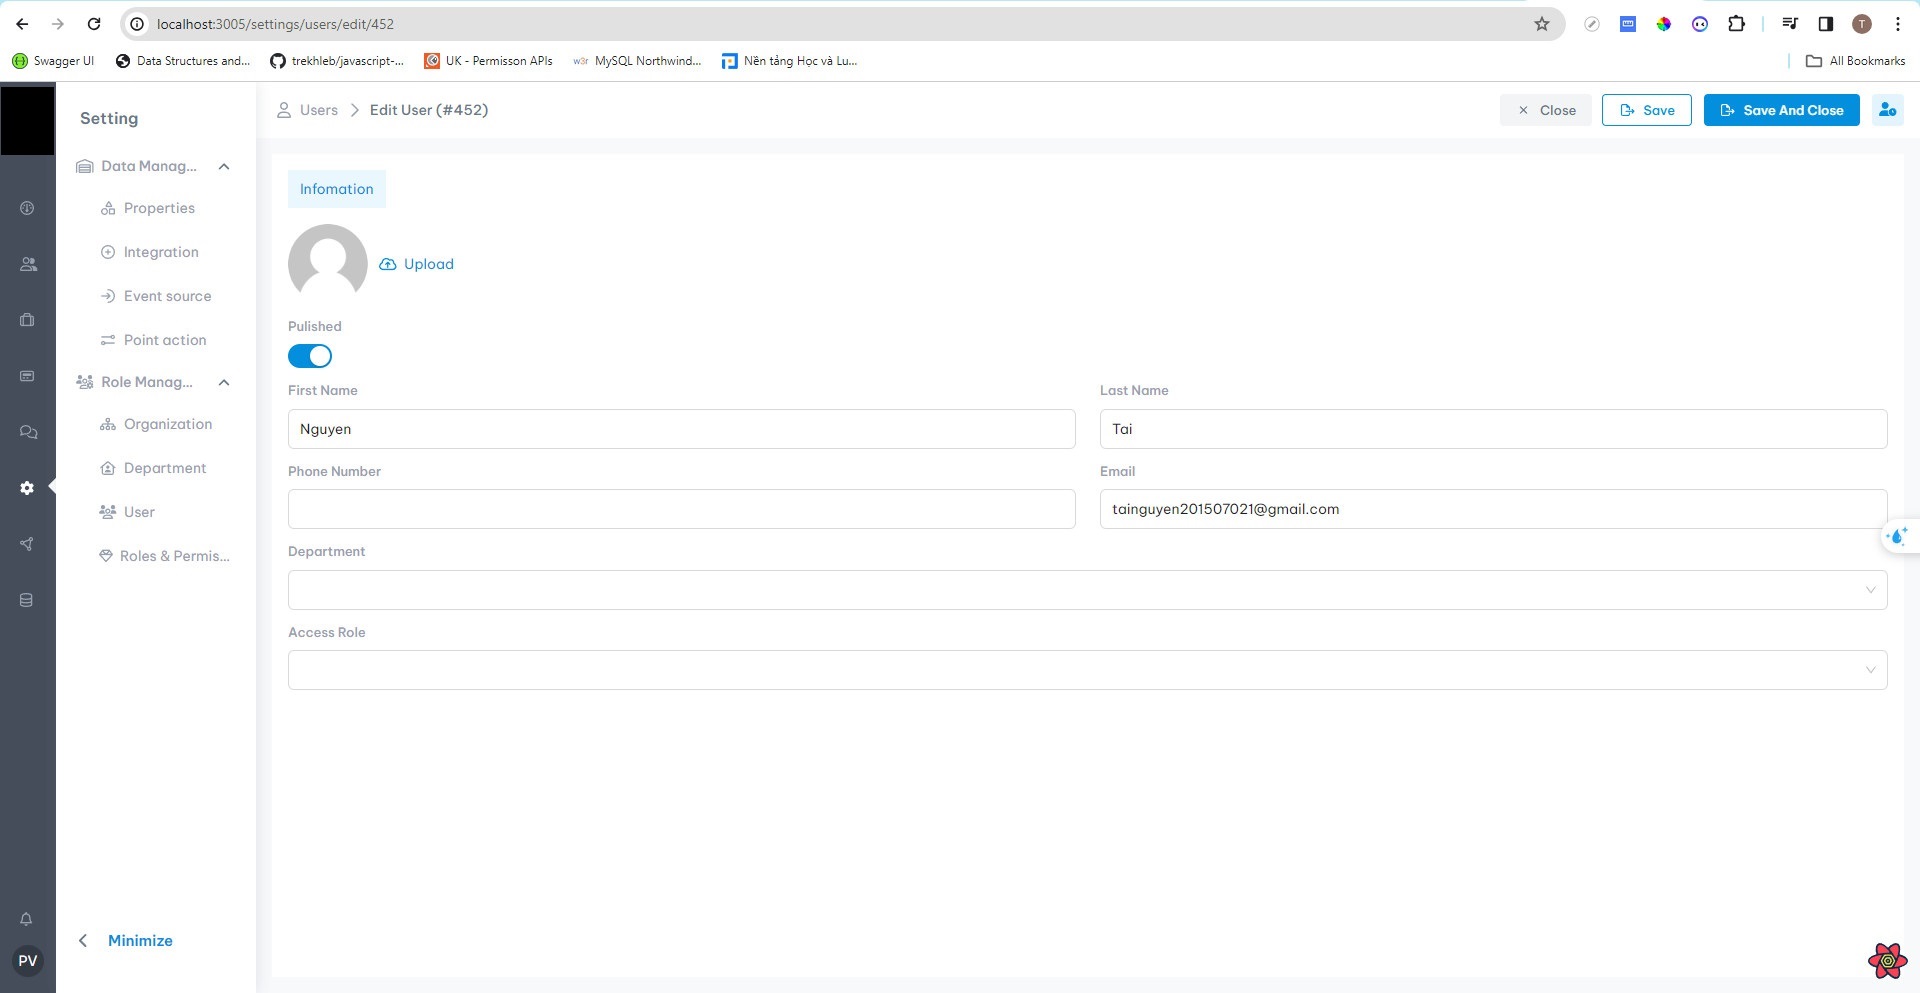 localhost:3005/settings/users/edit/452
T
Swagger UI
Data Structures and...
trekhleb/javascript-...
UK - Permisson APIs
w3r MySQL Northwind...
Nền tảng Học và Lu...
All Bookmarks
Setting
Users
Edit User (#452)
Close
Save
Save And Close
Data Manag...
Properties
Integration
Event source
Point action
Role Manag...
Organization
Department
User
Roles & Permis...
Minimize
PV
Infomation
Upload
Pulished
First Name
Last Name
Nguyen
Tai
Phone Number
Email
tainguyen201507021@gmail.com
Department
Access Role